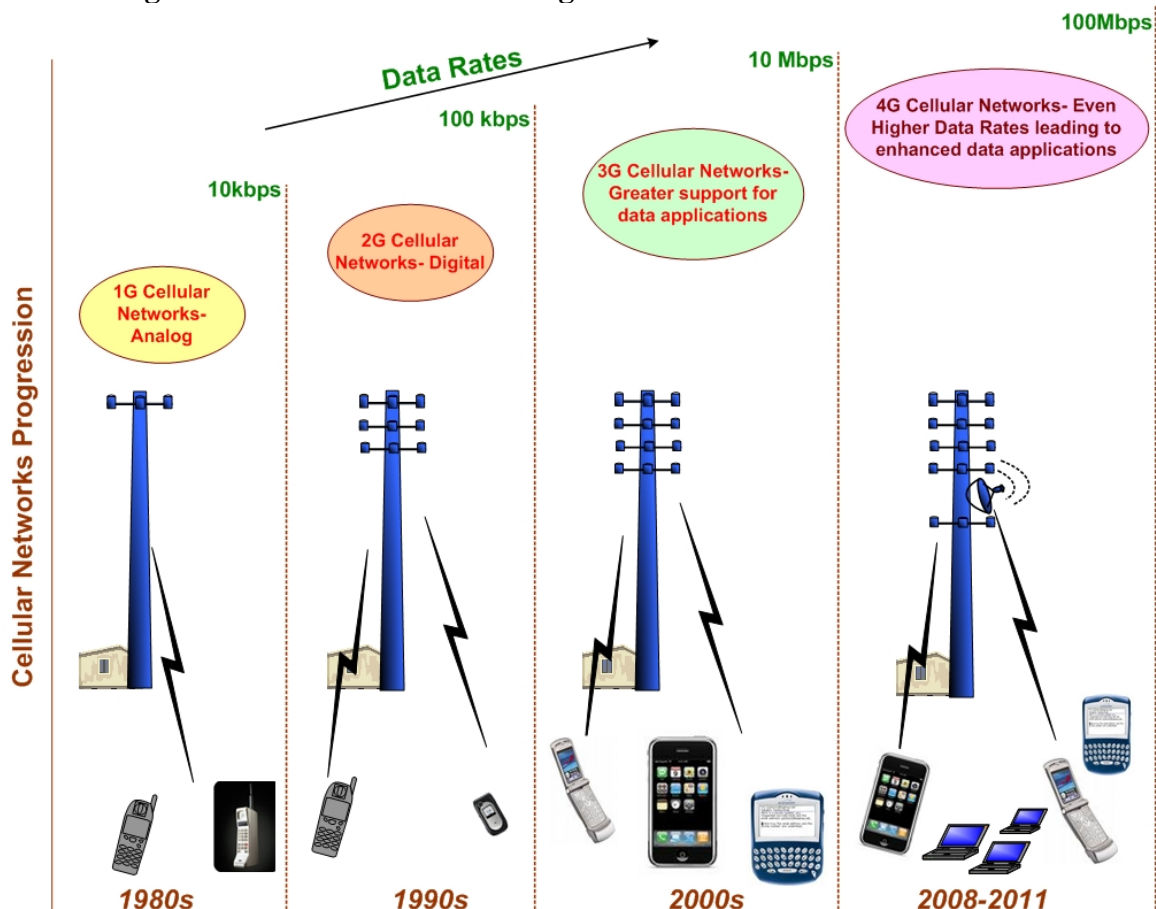 100Mbps
10 Mbps
Data Rates
100 kbps
10kbps
4G Cellular Networks- Even
Higher Data Rates leading to
enhanced data applications
3G Cellular Networks-
Greater support for
data applications
2G Cellular
Networks- Digital
1G Cellular
Networks-
Analog
Cellular Networks Progression
1980s
1990s
2000s
2008-2011